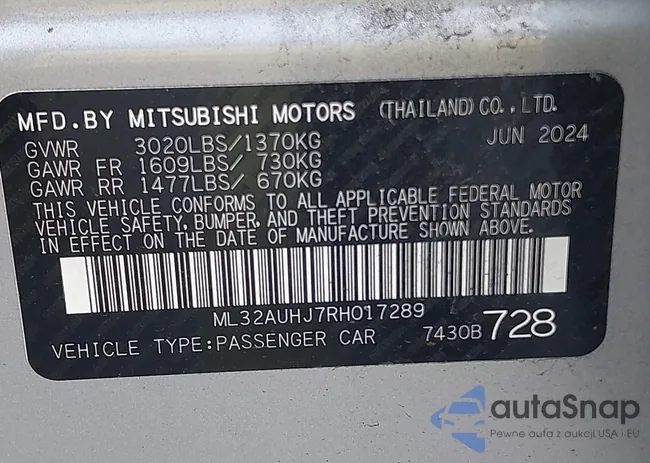 MFD.BY MITSUBISHI MOTORS (THAILAND) CO.,LTD.
GVWR 3020LBS/1370KG JUN 2024
GAWR FR 1609LBS/ 730KG
GAWR RR 1477LBS/ 670KG
THIS VEHICLE CONFORMS TO ALL APPLICABLE FEDERAL MOTOR
VEHICLE SAFETY, BUMPER, AND THEFT PREVENTION STANDARDS
IN EFFECT ON THE DATE OF MANUFACTURE SHOWN ABOVE.
ML32AUHJ7RH017289
VEHICLE TYPE:PASSENGER CAR 7430B 728
autaSnap
Pewne auta z aukcji USA i EU